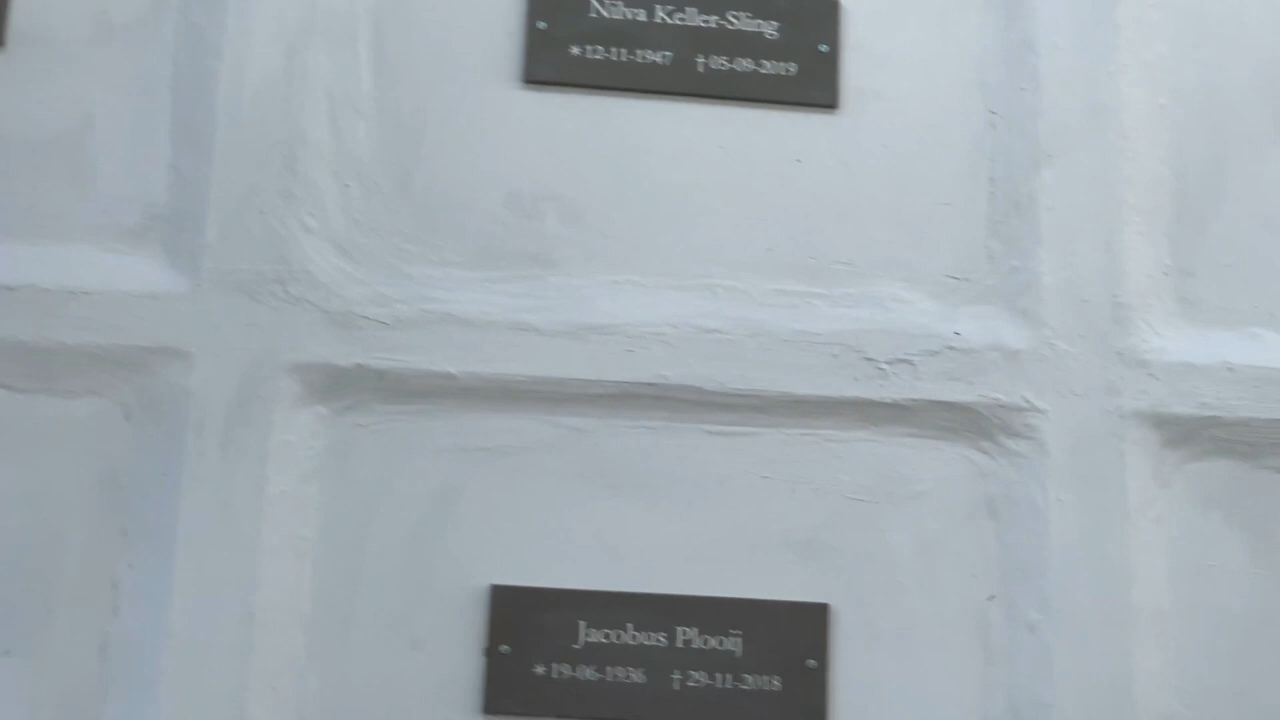 Nilva Keller-Sling
*12-11-1947 †05-09-2019
Jacobus Plooij
*19-06-1936 †29-11-2018